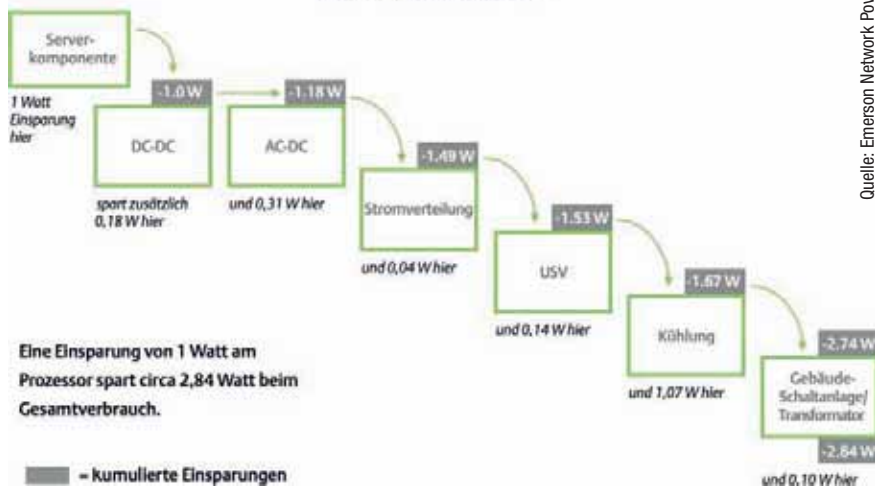 Server-
komponente
1 Watt
Einsparung
hier
-1.0 W
DC-DC
spart zusätzlich
0,18 W hier
-1.18 W
AC-DC
und 0,31 W hier
-1.49 W
Stromverteilung
und 0,04 W hier
-1.53 W
USV
und 0,14 W hier
-1.67 W
Kühlung
und 1,07 W hier
-2.74 W
Gebäude-
Schaltanlage/
Transformator
-2.84 W
und 0,10 W hier
Eine Einsparung von 1 Watt am
Prozessor spart circa 2,84 Watt beim
Gesamtverbrauch.
= kumulierte Einsparungen
Quelle: Emerson Network